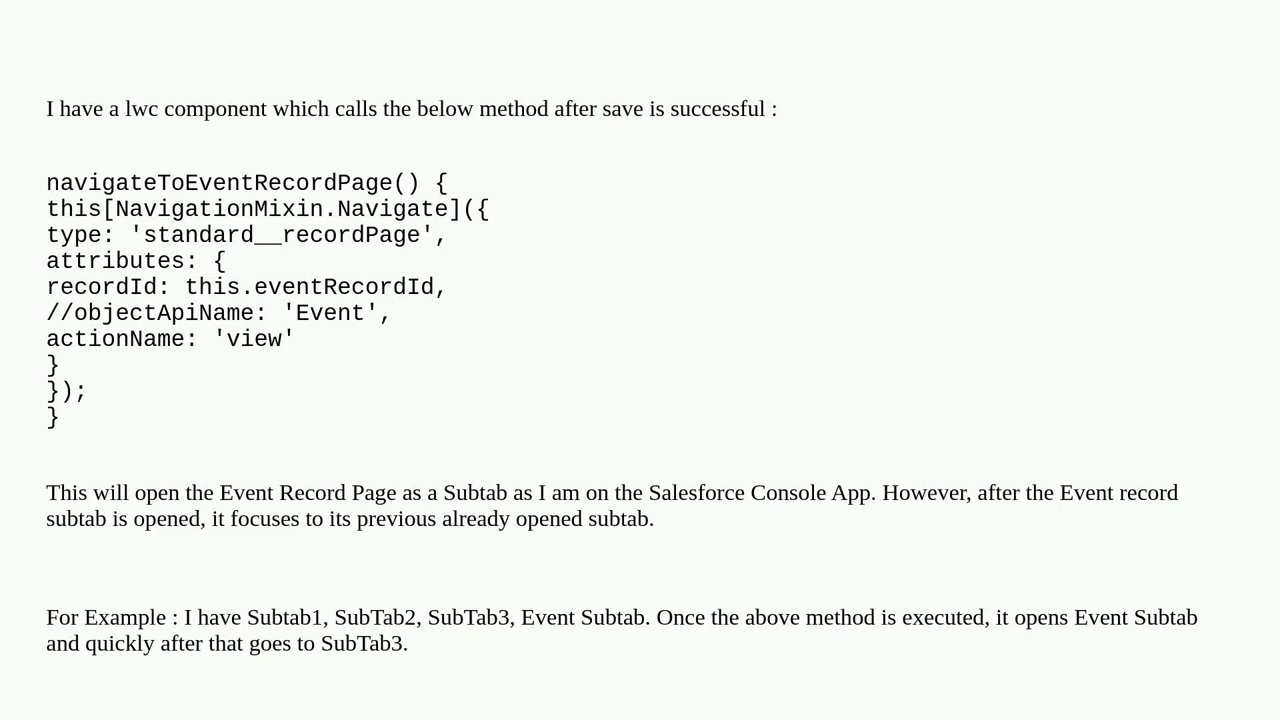 I have a lwc component which calls the below method after save is successful :
navigateToEventRecordPage() {
this[NavigationMixin.Navigate]({
type: 'standard__recordPage',
attributes: {
recordId: this.eventRecordId,
//objectApiName: 'Event',
actionName: 'view'
}
});
}
This will open the Event Record Page as a Subtab as I am on the Salesforce Console App. However, after the Event record
subtab is opened, it focuses to its previous already opened subtab.
For Example : I have Subtab1, SubTab2, SubTab3, Event Subtab. Once the above method is executed, it opens Event Subtab
and quickly after that goes to SubTab3.